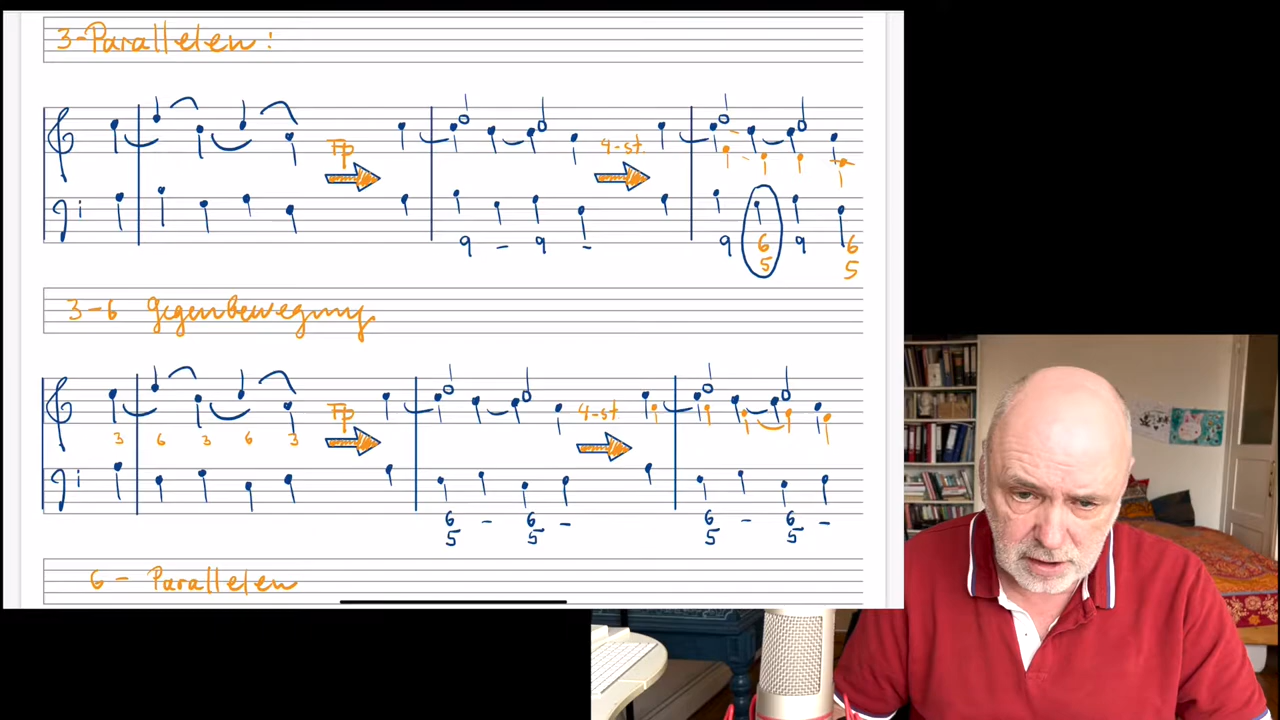 3-Parallelen:
Fp
4-st.
9 – 9 –
9 6 9 6
5 5
3-6 Gegenbewegung
Fp
4-st
3 6 3 6 3
6 – 6 –
5 5
6 – 6 –
5 5
6 – Parallelen